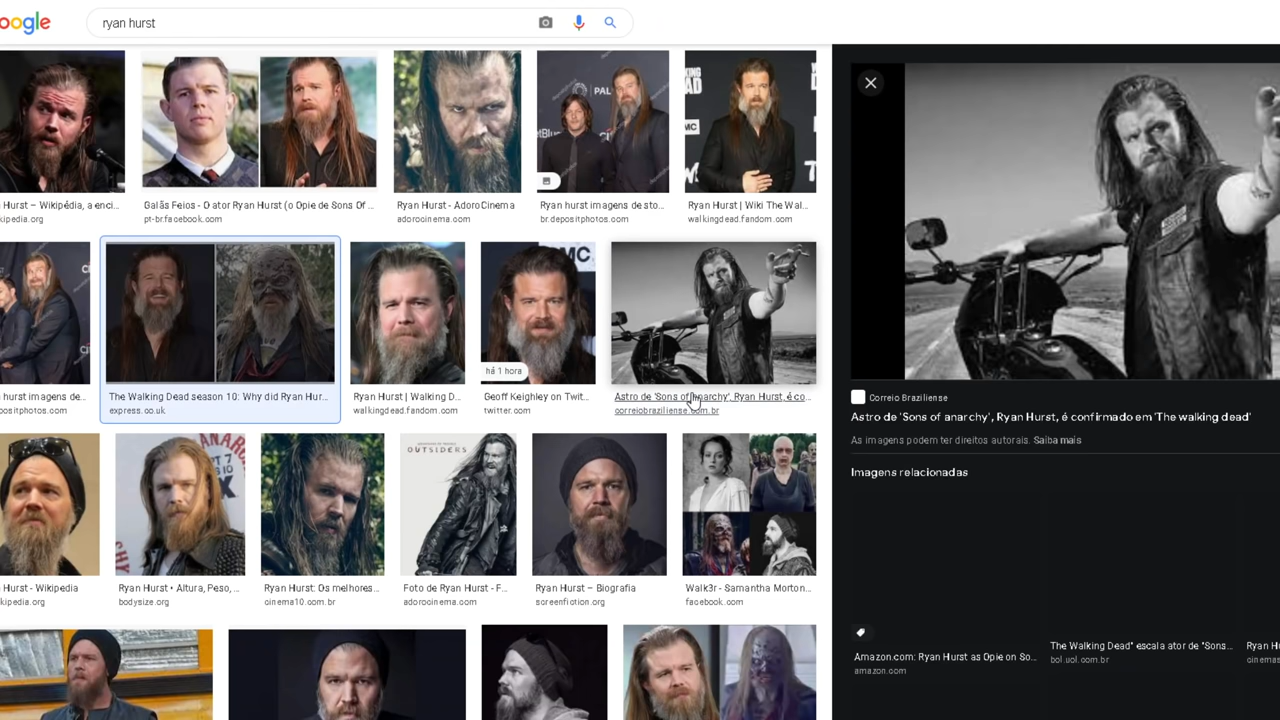 oogle
ryan hurst
Hurst – Wikipédia, a enci...
kipedia.org
Galãs Feios - O ator Ryan Hurst (o Opie de Sons Of ...
pt-br.facebook.com
Ryan Hurst - AdoroCinema
adorocinema.com
Ryan hurst imagens de sto...
br.depositphotos.com
Ryan Hurst | Wiki The Wal...
walkingdead.fandom.com
hurst imagens de...
positphotos.com
The Walking Dead season 10: Why did Ryan Hur...
express.co.uk
Ryan Hurst | Walking D...
walkingdead.fandom.com
há 1 hora
Geoff Keighley on Twit...
twitter.com
Astro de 'Sons of anarchy', Ryan Hurst, é co...
correiobraziliense.com.br
OUTSIDERS
Hurst - Wikipedia
kipedia.org
Ryan Hurst • Altura, Peso, ...
bodysize.org
Ryan Hurst: Os melhores...
cinema10.com.br
Foto de Ryan Hurst - F...
adorocinema.com
Ryan Hurst – Biografia
screenfiction.org
Walk3r - Samantha Morton...
facebook.com
Correio Braziliense
Astro de 'Sons of anarchy', Ryan Hurst, é confirmado em 'The walking dead'
As imagens podem ter direitos autorais. Saiba mais
Imagens relacionadas
Amazon.com: Ryan Hurst as Opie on So...
amazon.com
The Walking Dead" escala ator de "Sons...
bol.uol.com.br
Ryan H
cinemas